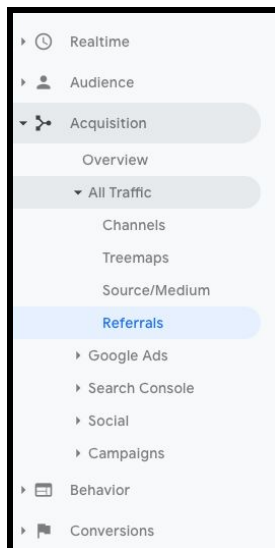 Realtime
Audience
Acquisition
Overview
All Traffic
Channels
Treemaps
Source/Medium
Referrals
Google Ads
Search Console
Social
Campaigns
Behavior
Conversions